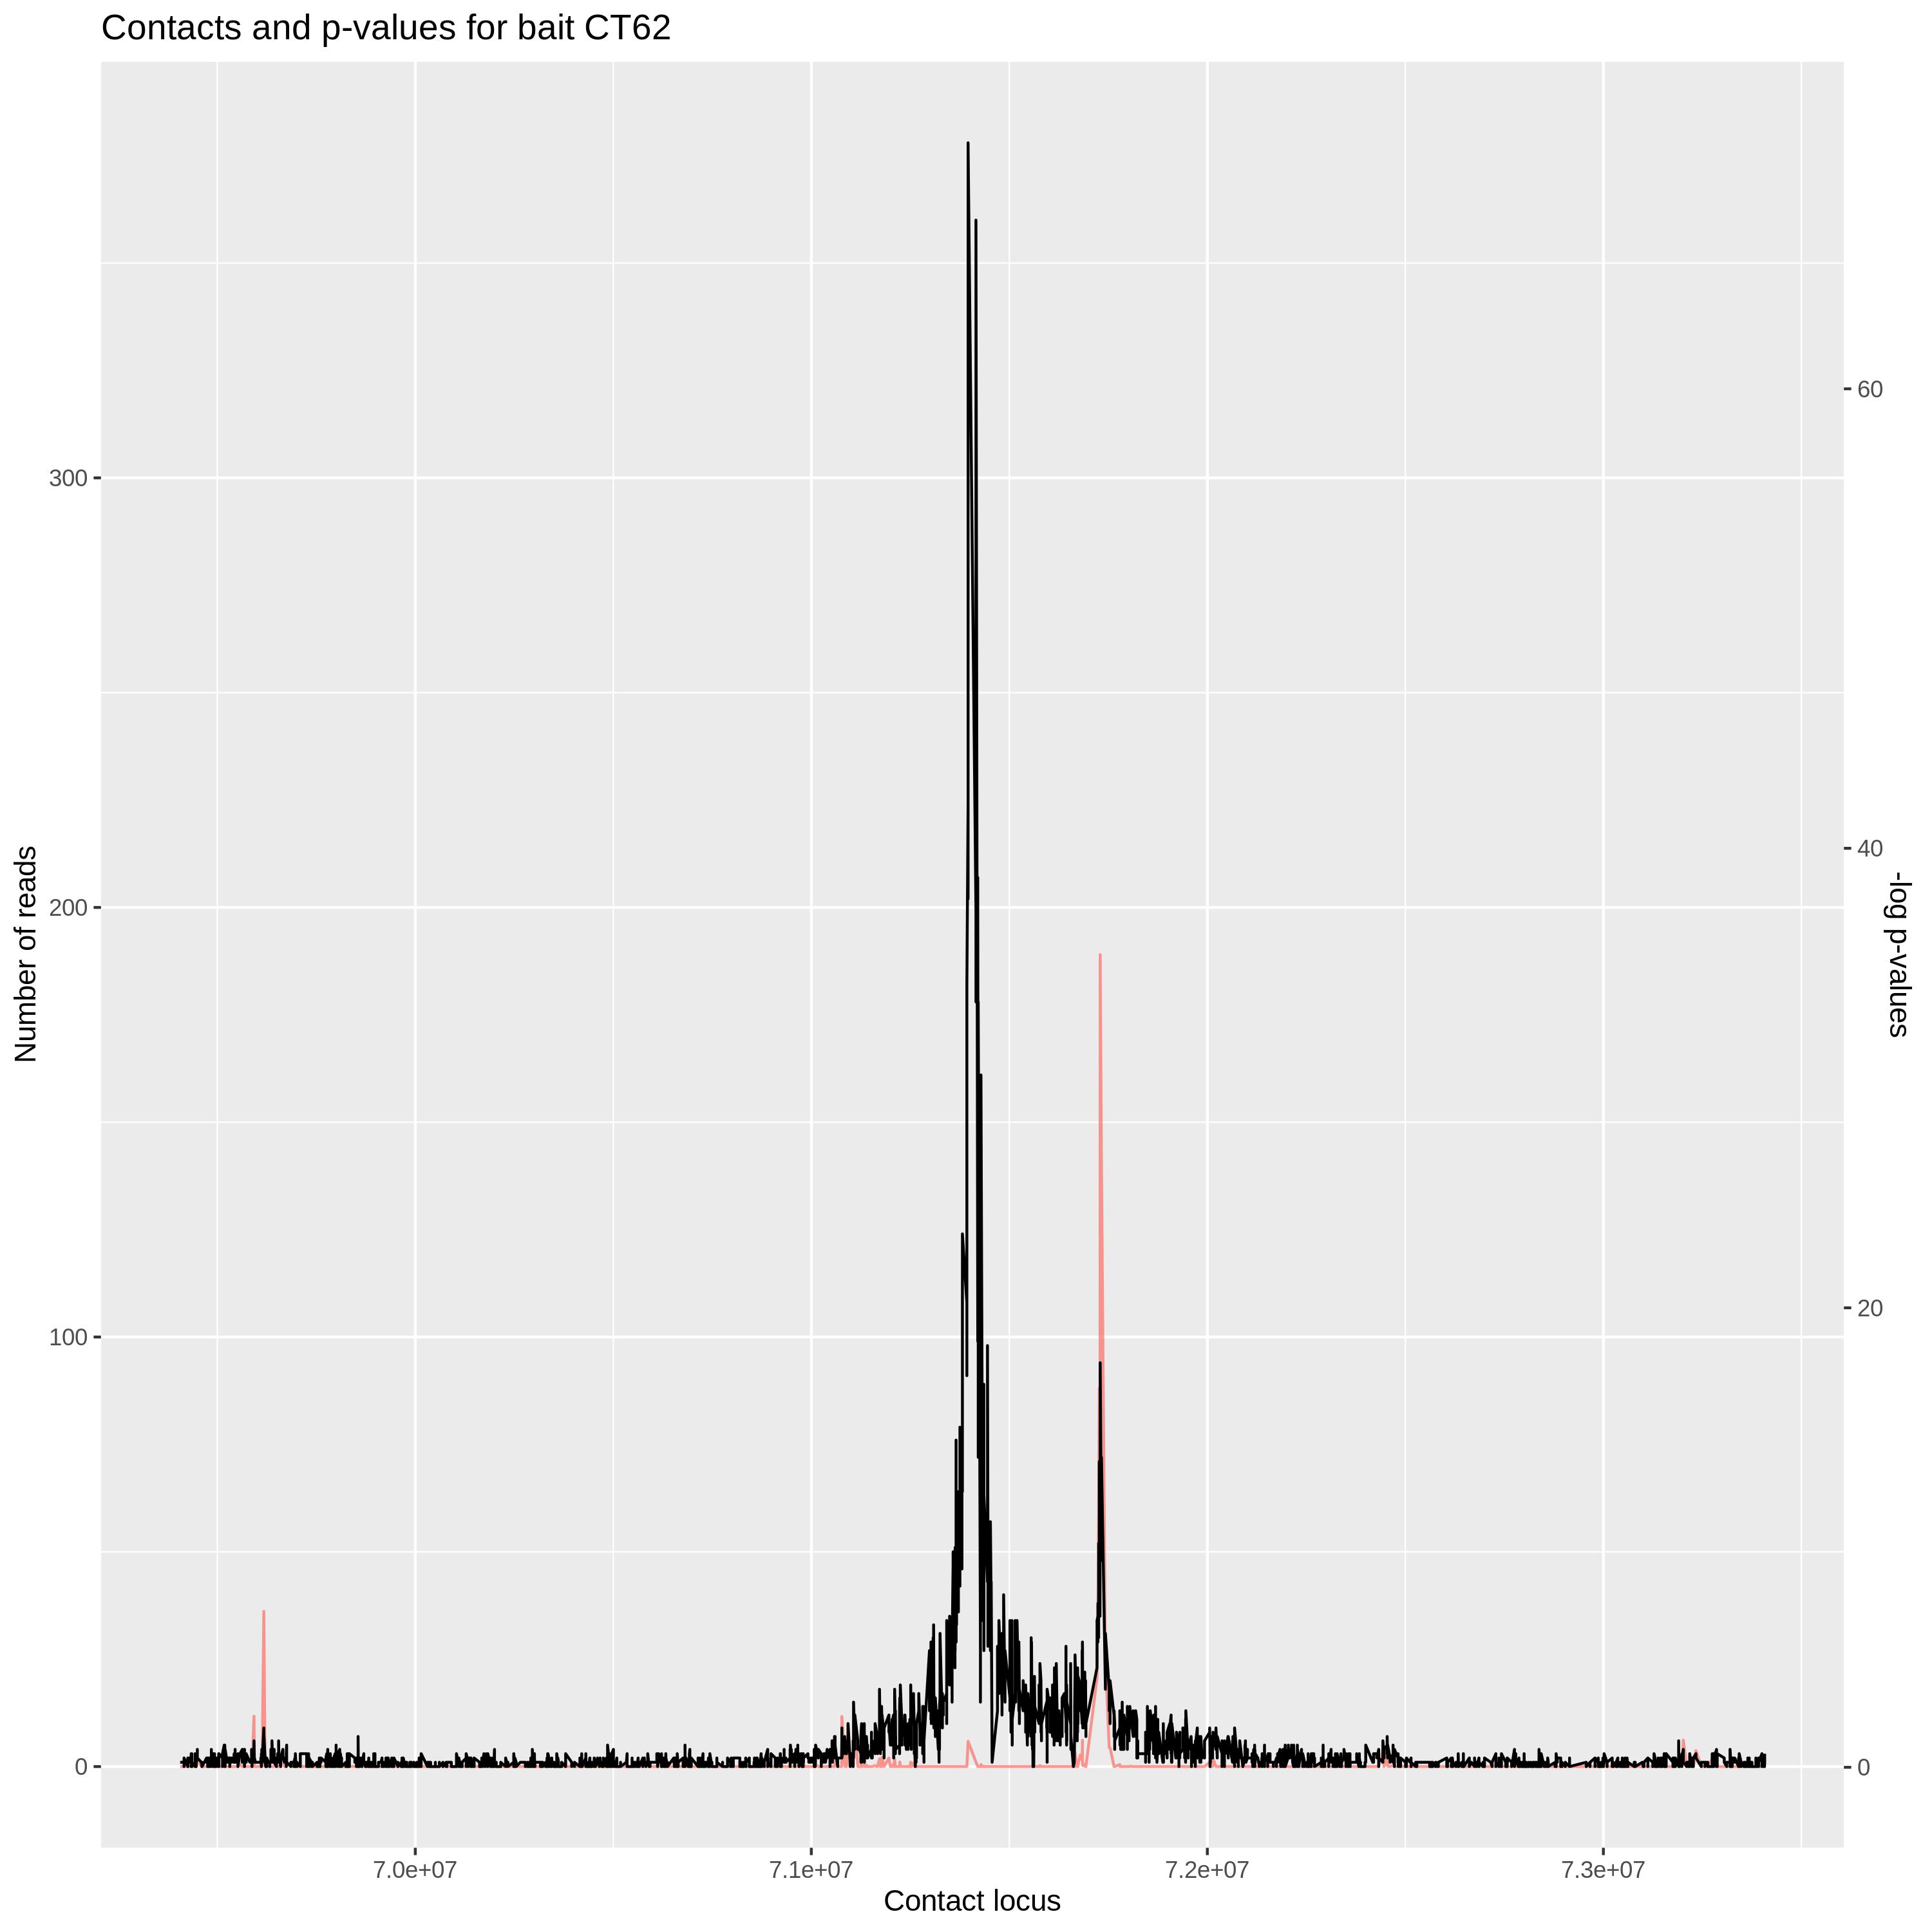 Contacts and p-values for bait CT62
Number of reads
300
200
100
0
60
40
20
0
-log p-values
7.0e+07
7.1e+07
7.2e+07
7.3e+07
Contact locus